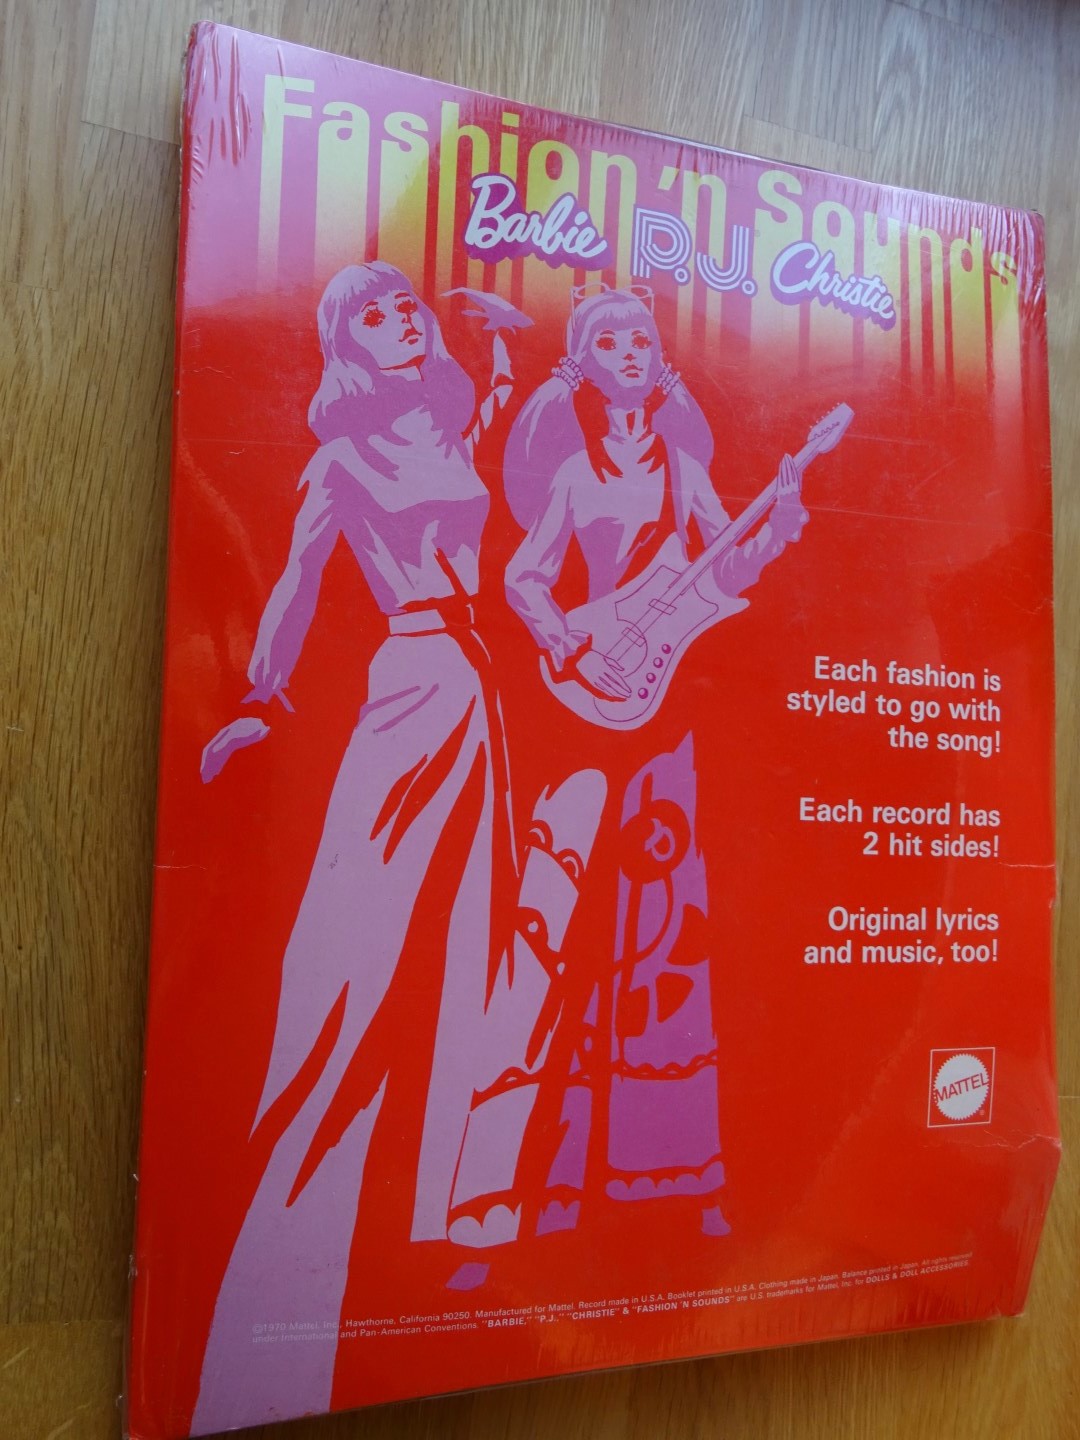 Fashion 'n Sounds
Barbie P.J. Christie
Each fashion is
styled to go with
the song!
Each record has
2 hit sides!
Original lyrics
and music, too!
MATTEL
®
©1970 Mattel, Inc., Hawthorne, California 90250. Manufactured for Mattel. Record made in U.S.A. Booklet printed in U.S.A. Clothing made in Japan. Balance printed in Japan. All rights reserved
under International and Pan-American Conventions. "BARBIE," "P.J.," "CHRISTIE" & "FASHION 'N SOUNDS" are U.S. trademarks for Mattel, Inc. for DOLLS & DOLL ACCESSORIES.